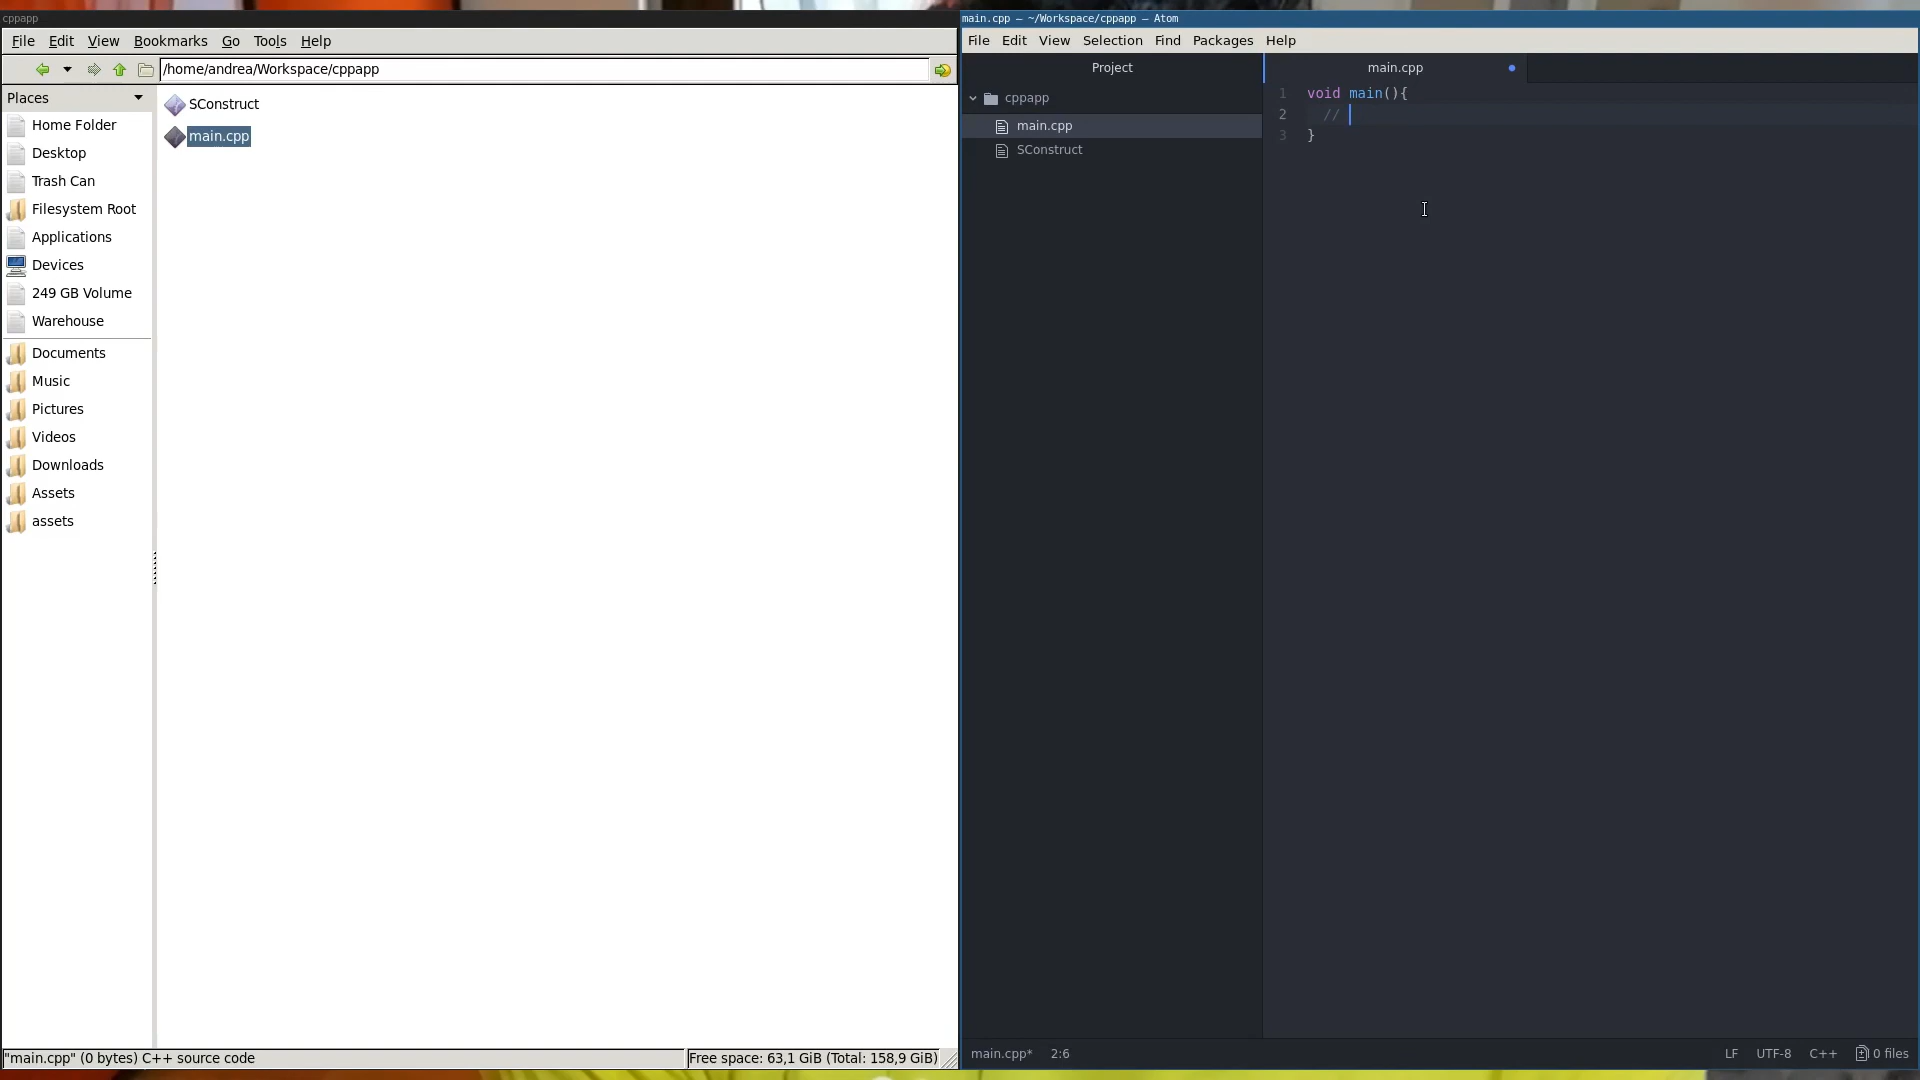 cppapp
File Edit View Bookmarks Go Tools Help
/home/andrea/Workspace/cppapp
Places
Home Folder
Desktop
Trash Can
Filesystem Root
Applications
Devices
249 GB Volume
Warehouse
Documents
Music
Pictures
Videos
Downloads
Assets
assets
SConstruct
main.cpp
"main.cpp" (0 bytes) C++ source code
Free space: 63,1 GiB (Total: 158,9 GiB)
main.cpp — ~/Workspace/cppapp — Atom
File Edit View Selection Find Packages Help
Project
cppapp
main.cpp
SConstruct
main.cpp
1 void main(){
2 //
3 }
main.cpp* 2:6
LF UTF-8 C++ 0 files